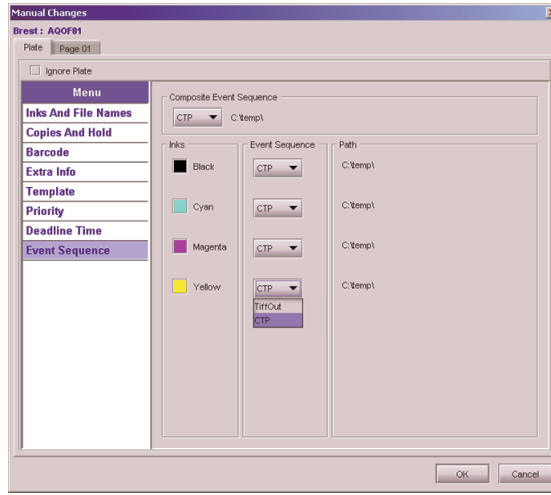 Manual Changes
Brest : AQOF01
Plate Page 01
Ignore Plate
Menu
Inks And File Names
Copies And Hold
Barcode
Extra Info
Template
Priority
Deadline Time
Event Sequence
Composite Event Sequence
CTP C:\temp\
Inks Event Sequence Path
Black CTP C:\temp\
Cyan CTP C:\temp\
Magenta CTP C:\temp\
Yellow CTP C:\temp\
TiffOut
CTP
OK Cancel